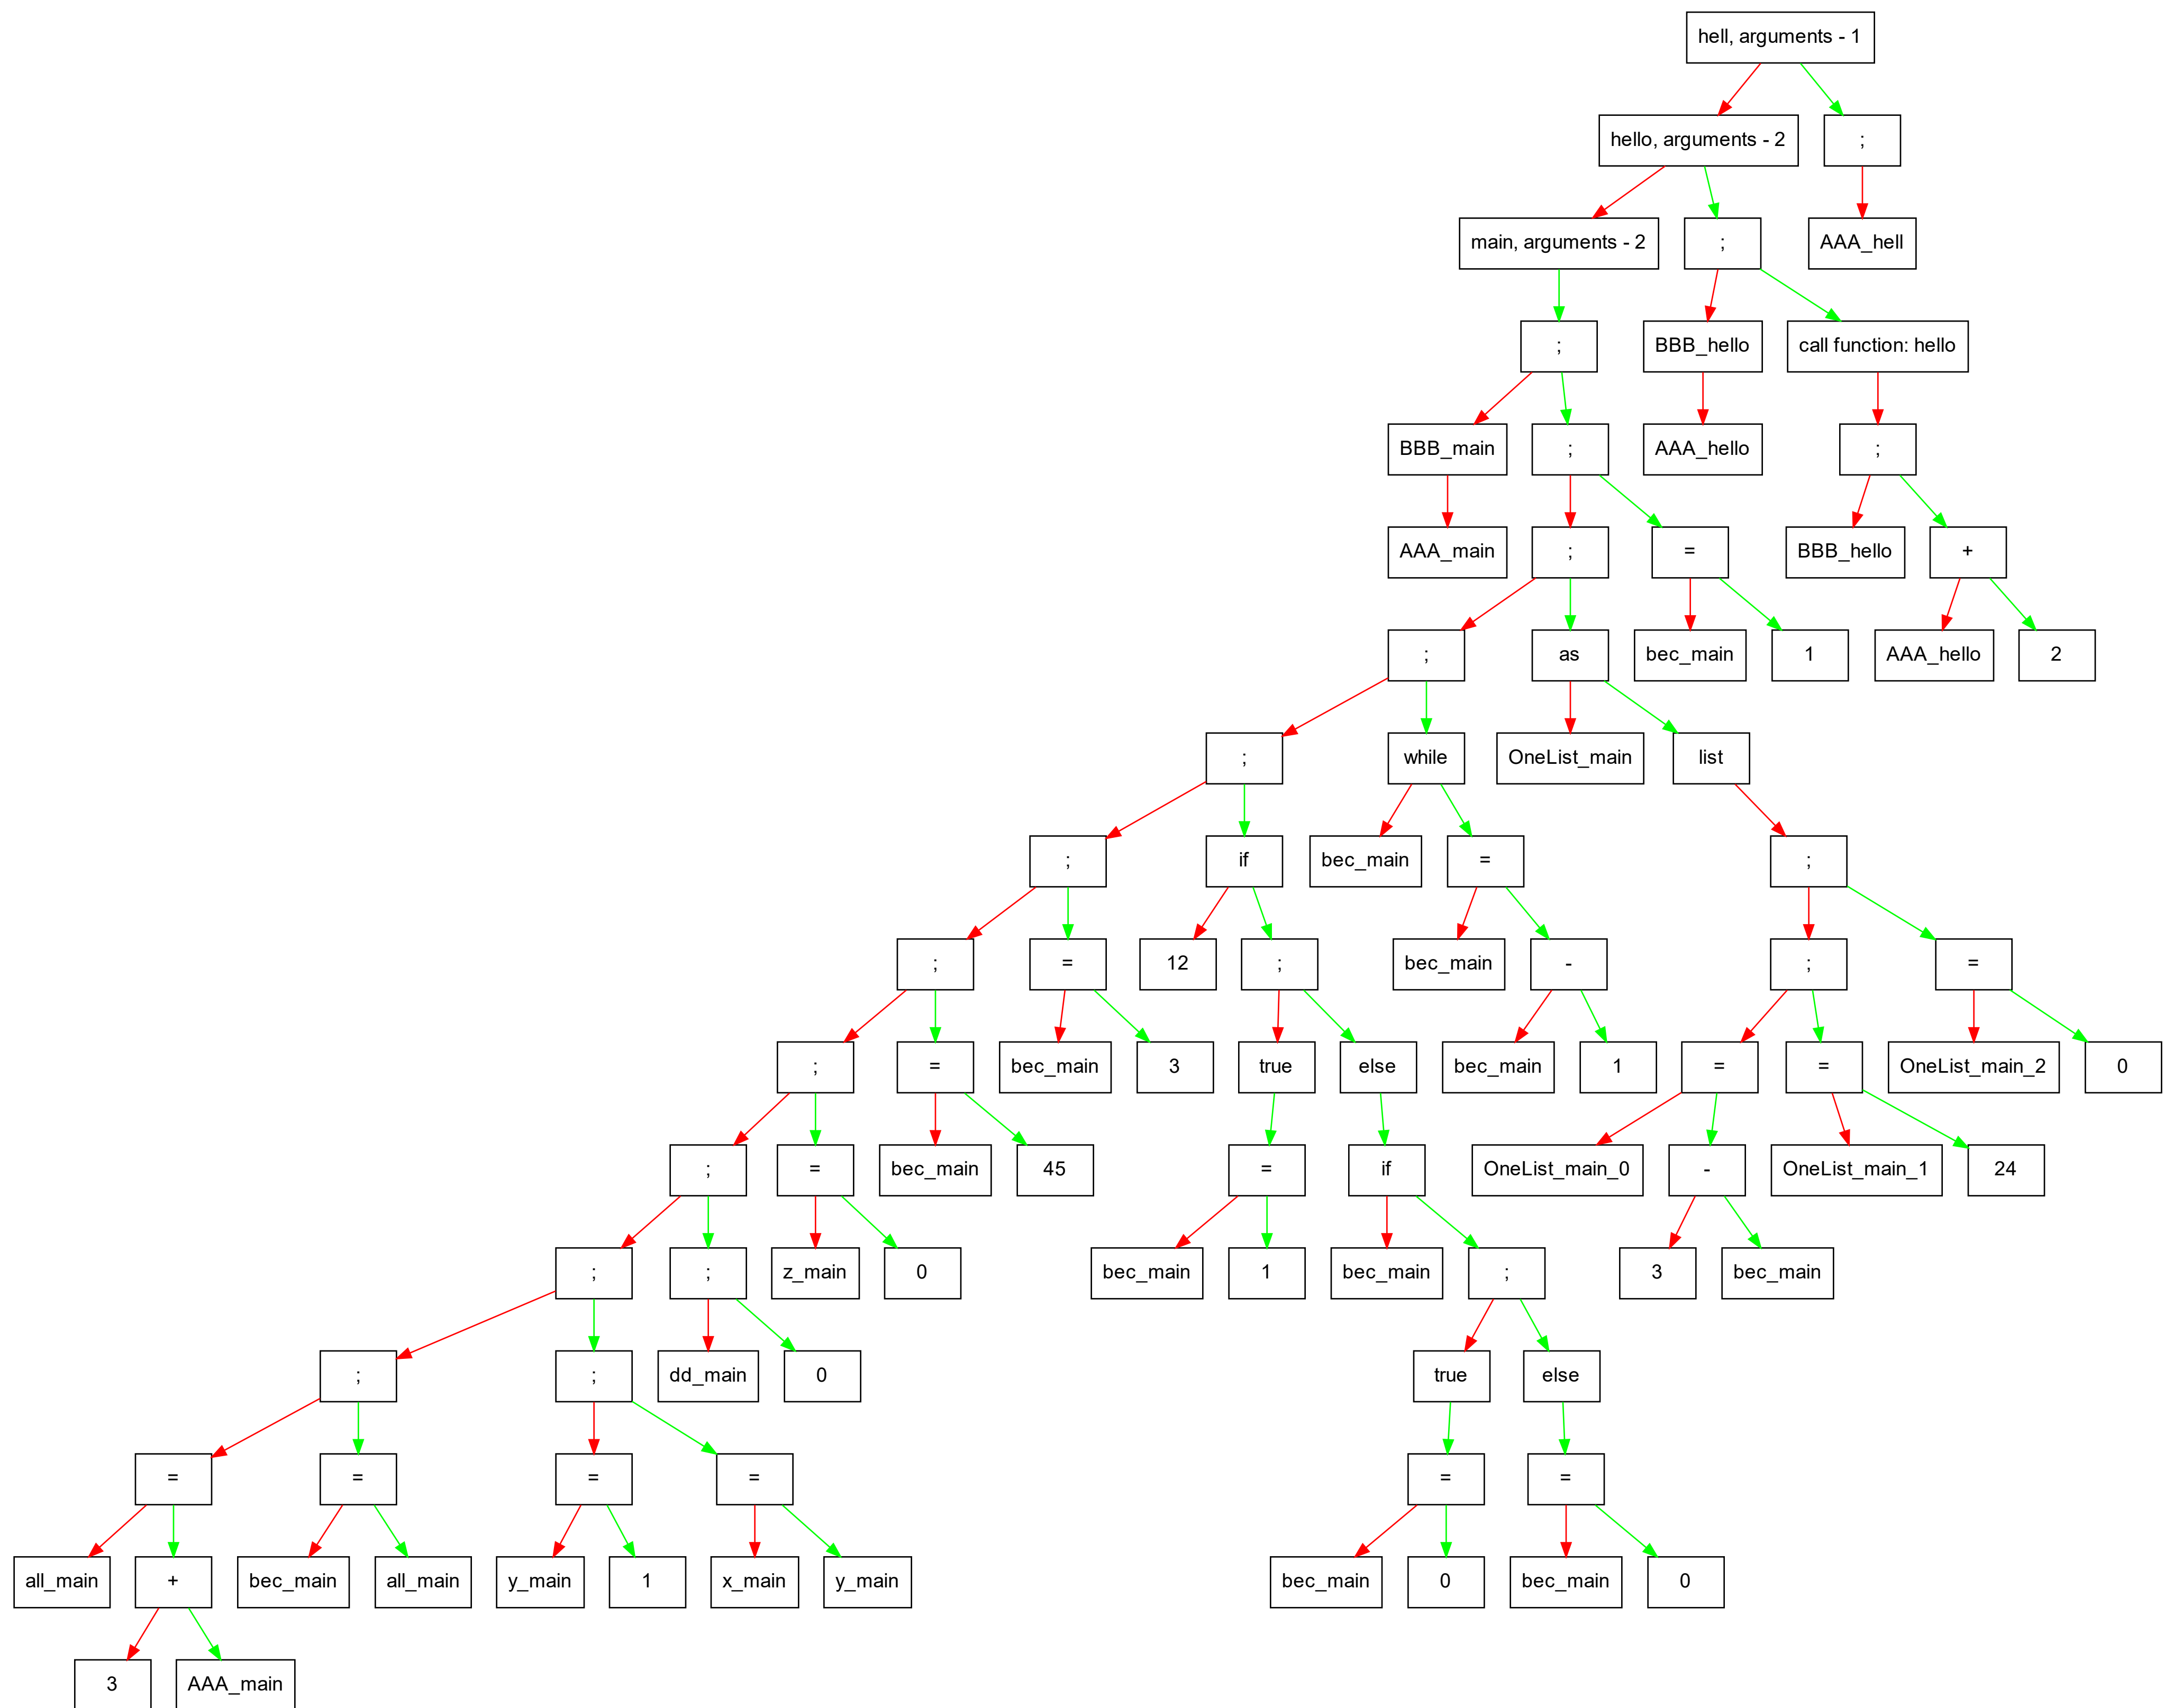 hell, arguments - 1
hello, arguments - 2
;
main, arguments - 2
;
AAA_hell
;
BBB_hello
call function: hello
BBB_main
;
AAA_hello
;
AAA_main
;
=
BBB_hello
+
;
as
bec_main
1
AAA_hello
2
;
while
OneList_main
list
;
if
bec_main
=
;
;
=
12
;
bec_main
-
;
=
;
=
bec_main
3
true
else
bec_main
1
=
=
OneList_main_2
0
;
=
bec_main
45
=
if
OneList_main_0
-
OneList_main_1
24
;
;
z_main
0
bec_main
1
bec_main
;
3
bec_main
;
;
dd_main
0
true
else
=
=
=
=
=
=
all_main
+
bec_main
all_main
y_main
1
x_main
y_main
bec_main
0
bec_main
0
3
AAA_main